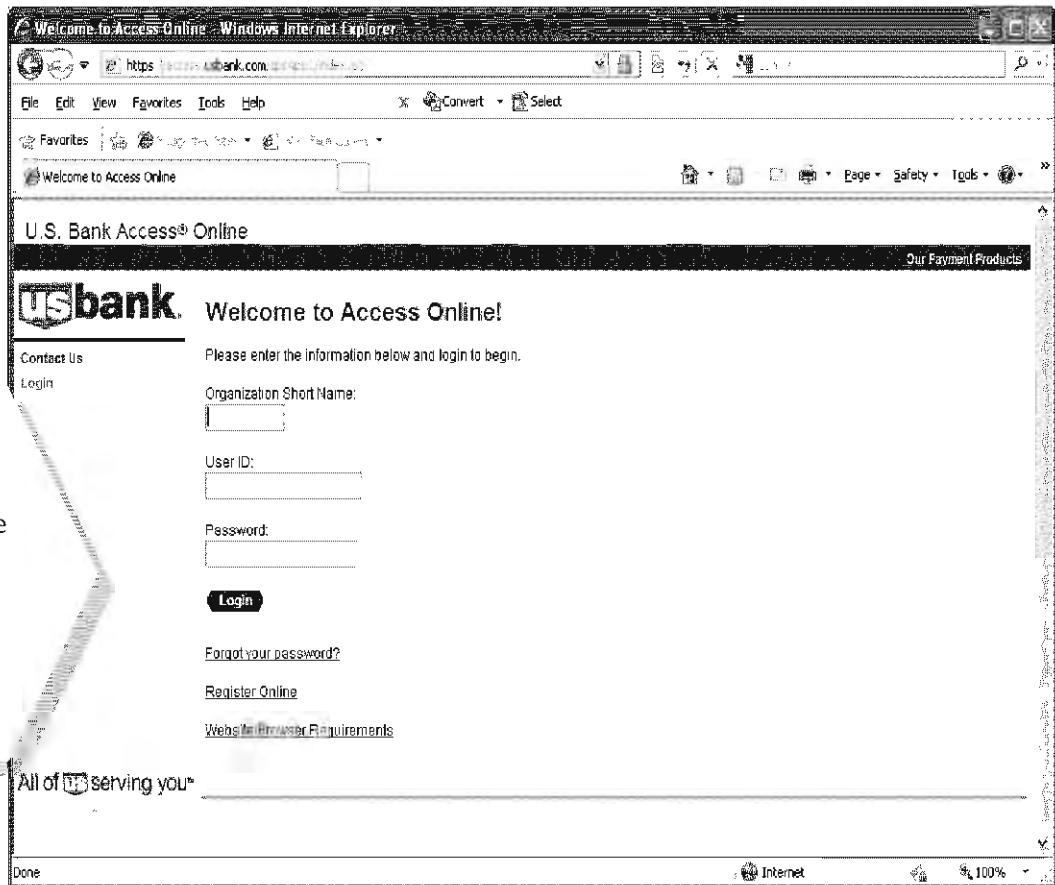 Welcome to Access Online Windows Internet Explorer
https usbank.com
File Edit View Favorites Tools Help
Convert Select
Favorites
Welcome to Access Online
Page Safety Tools »
U.S. Bank Access® Online
Our Payment Products
usbank.
Welcome to Access Online!
Contact Us
Please enter the information below and login to begin.
Login
Organization Short Name:
User ID:
e
Password:
Login
Forgot your password?
Register Online
Website Browser Requirements
All of us serving you
Done
Internet
100%